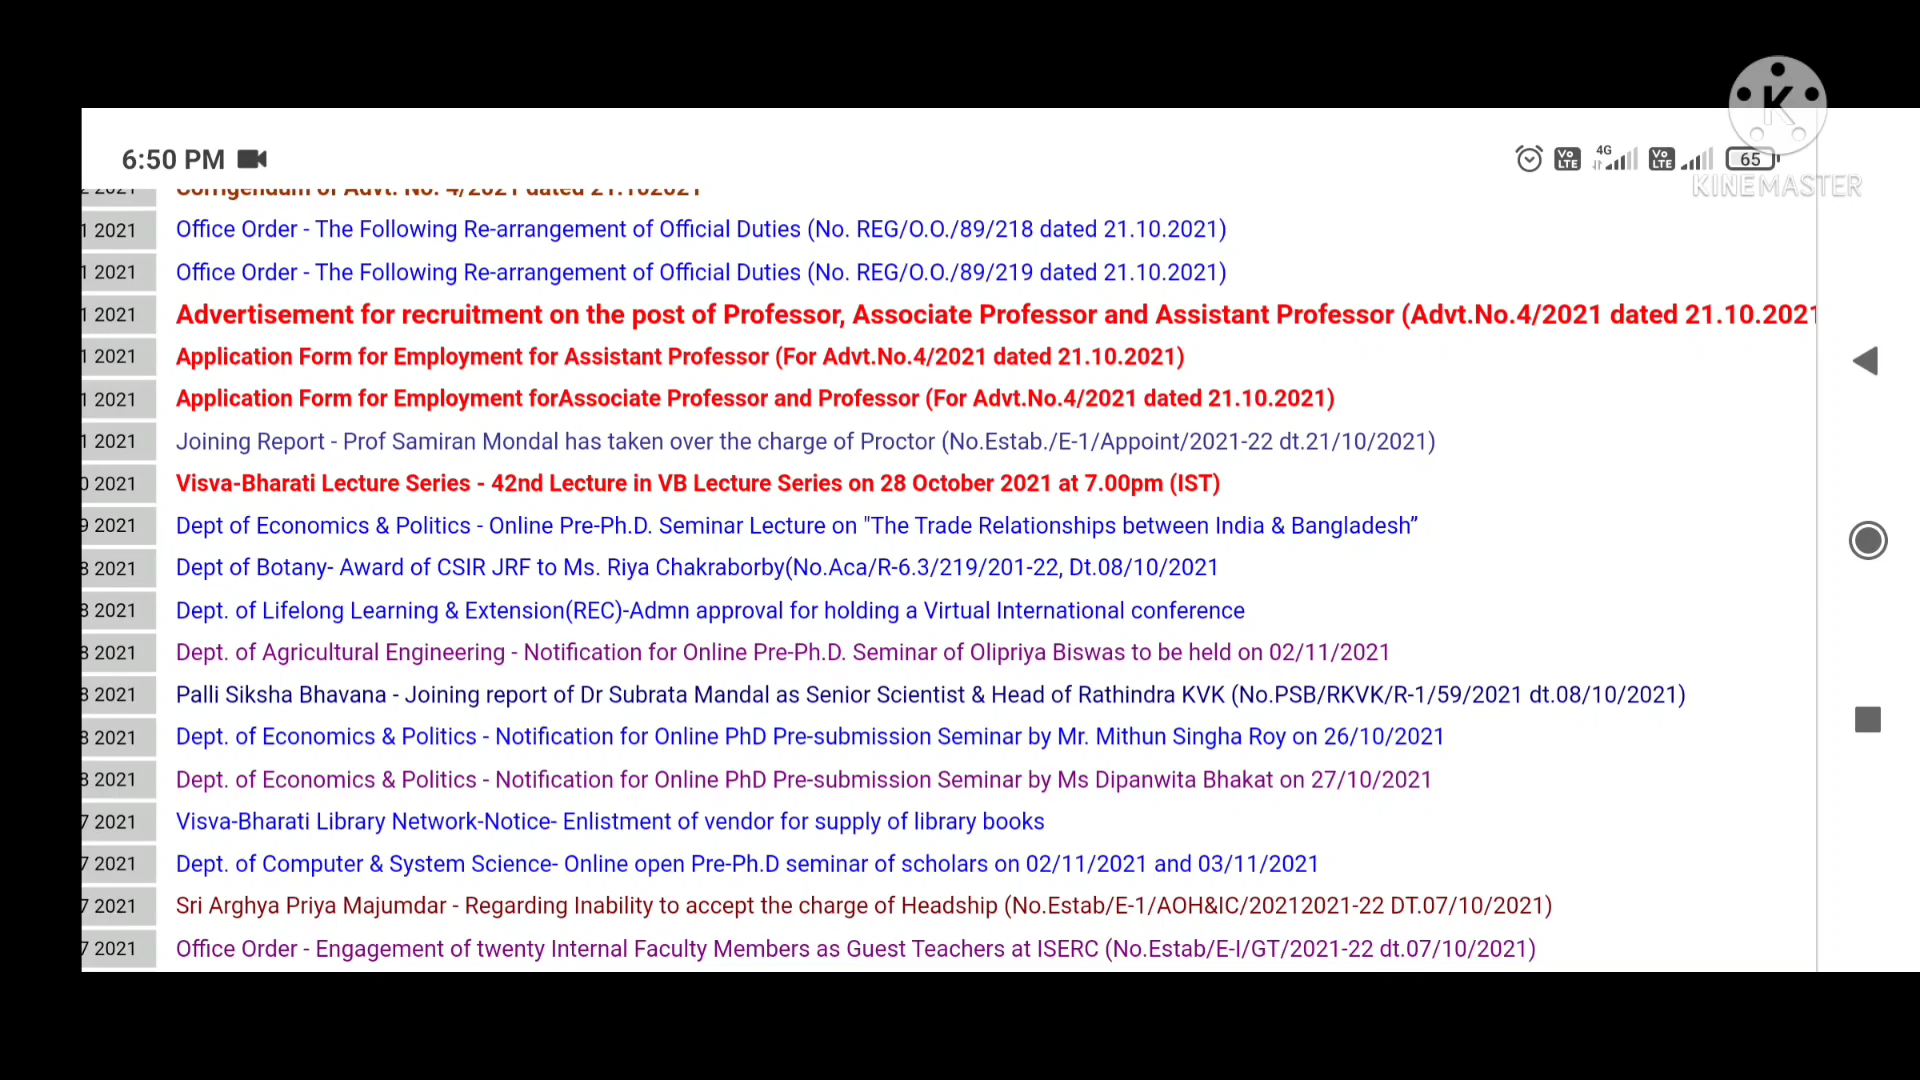 6:50 PM
4G
Vo LTE
Vo LTE
65
K
KINEMASTER
2 2021 Corrigendum of Advt. No. 4/2021 dated 21.102021
1 2021 Office Order - The Following Re-arrangement of Official Duties (No. REG/O.O./89/218 dated 21.10.2021)
1 2021 Office Order - The Following Re-arrangement of Official Duties (No. REG/O.O./89/219 dated 21.10.2021)
1 2021 Advertisement for recruitment on the post of Professor, Associate Professor and Assistant Professor (Advt.No.4/2021 dated 21.10.2021
1 2021 Application Form for Employment for Assistant Professor (For Advt.No.4/2021 dated 21.10.2021)
1 2021 Application Form for Employment forAssociate Professor and Professor (For Advt.No.4/2021 dated 21.10.2021)
1 2021 Joining Report - Prof Samiran Mondal has taken over the charge of Proctor (No.Estab./E-1/Appoint/2021-22 dt.21/10/2021)
0 2021 Visva-Bharati Lecture Series - 42nd Lecture in VB Lecture Series on 28 October 2021 at 7.00pm (IST)
9 2021 Dept of Economics & Politics - Online Pre-Ph.D. Seminar Lecture on "The Trade Relationships between India & Bangladesh”
8 2021 Dept of Botany- Award of CSIR JRF to Ms. Riya Chakraborby(No.Aca/R-6.3/219/201-22, Dt.08/10/2021
8 2021 Dept. of Lifelong Learning & Extension(REC)-Admn approval for holding a Virtual International conference
8 2021 Dept. of Agricultural Engineering - Notification for Online Pre-Ph.D. Seminar of Olipriya Biswas to be held on 02/11/2021
8 2021 Palli Siksha Bhavana - Joining report of Dr Subrata Mandal as Senior Scientist & Head of Rathindra KVK (No.PSB/RKVK/R-1/59/2021 dt.08/10/2021)
8 2021 Dept. of Economics & Politics - Notification for Online PhD Pre-submission Seminar by Mr. Mithun Singha Roy on 26/10/2021
8 2021 Dept. of Economics & Politics - Notification for Online PhD Pre-submission Seminar by Ms Dipanwita Bhakat on 27/10/2021
7 2021 Visva-Bharati Library Network-Notice- Enlistment of vendor for supply of library books
7 2021 Dept. of Computer & System Science- Online open Pre-Ph.D seminar of scholars on 02/11/2021 and 03/11/2021
7 2021 Sri Arghya Priya Majumdar - Regarding Inability to accept the charge of Headship (No.Estab/E-1/AOH&IC/20212021-22 DT.07/10/2021)
7 2021 Office Order - Engagement of twenty Internal Faculty Members as Guest Teachers at ISERC (No.Estab/E-I/GT/2021-22 dt.07/10/2021)